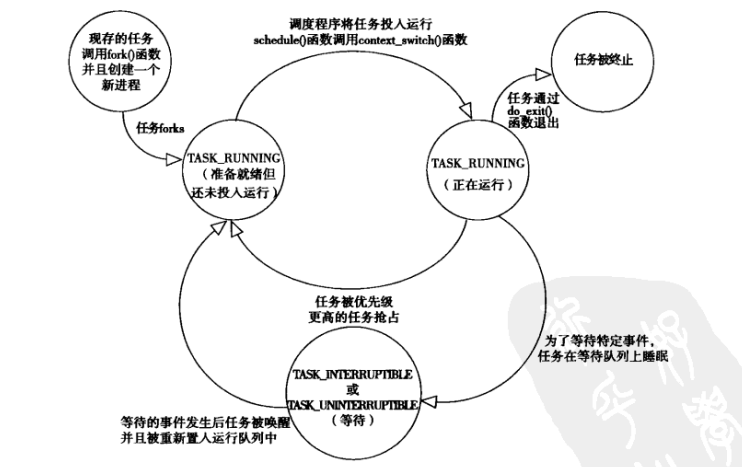 现存的任务
调用fork()函数
并且创建一个
新进程
调度程序将任务投入运行
schedule()函数调用context_switch()函数
任务被终止
任务通过
do_exit()
函数退出
任务forks
TASK_RUNNING
（准备就绪但
还未投入运行）
TASK_RUNNING
（正在运行）
任务被优先级
更高的任务抢占
为了等待特定事件，
任务在等待队列上睡眠
TASK_INTERRUPTIBLE
或
TASK_UNINTERRUPTIBLE
（等待）
等待的事件发生后任务被唤醒
并且被重新置入运行队列中